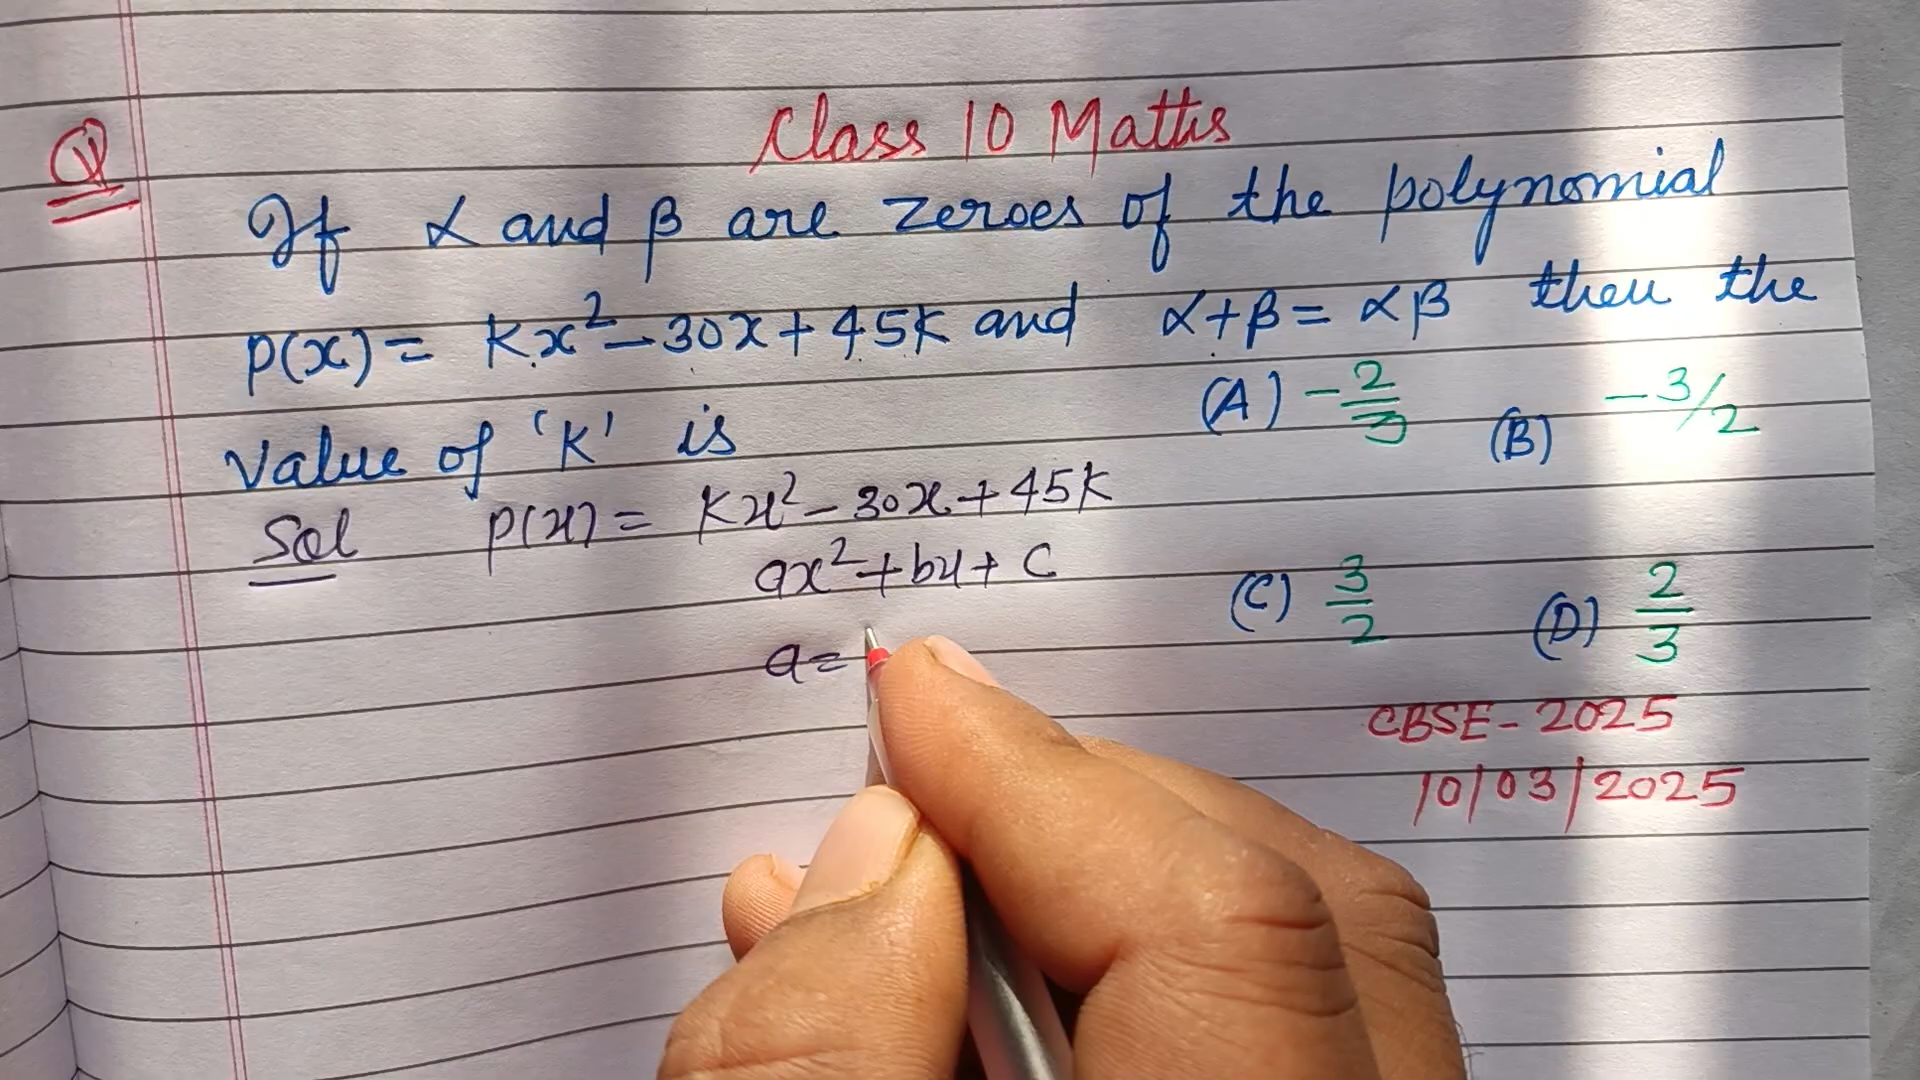 Class 10 Maths
Q
If α and β are zeroes of the polynomial
P(x) = Kx² - 30x + 45K and α+β = αβ then the
value of 'K' is
(A) -2/3 (B) -3/2
Sol P(x) = Kx² - 30x + 45K
ax² + bx + C
(C) 3/2 (D) 2/3
a =
CBSE - 2025
10/03/2025